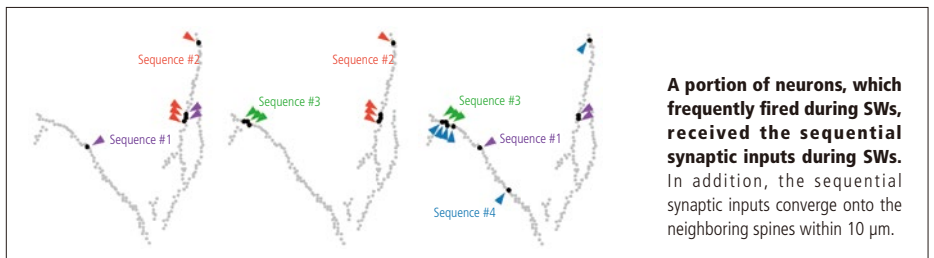 Sequence #2
Sequence #1
Sequence #2
Sequence #3
Sequence #3
Sequence #1
Sequence #4
A portion of neurons, which
frequently fired during SWs,
received the sequential
synaptic inputs during SWs.
In addition, the sequential
synaptic inputs converge onto the
neighboring spines within 10 µm.